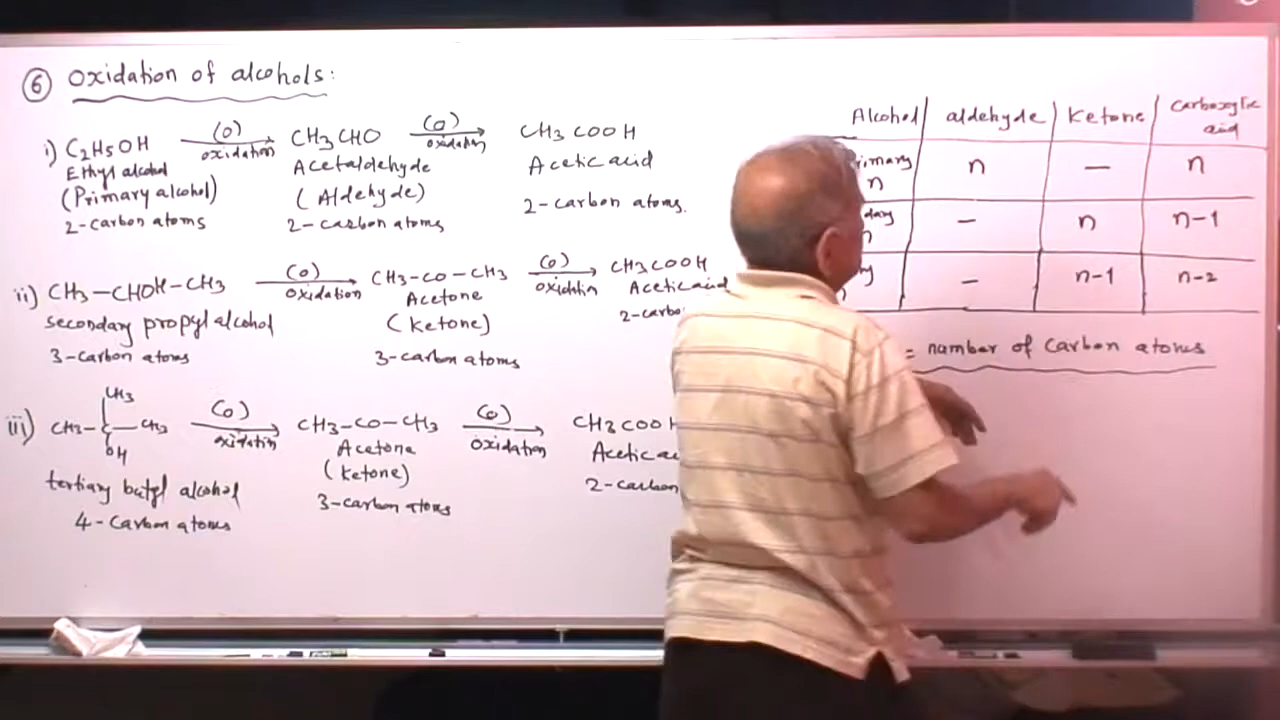 6 Oxidation of alcohols:
i) C2H5OH (O) oxidation CH3CHO (O) oxidation CH3COOH
Ethyl alcohol Acetaldehyde Acetic acid
(Primary alcohol) (Aldehyde)
2-carbon atoms 2-carbon atoms 2-carbon atoms.
ii) CH3-CHOH-CH3 (O) oxidation CH3-CO-CH3 (O) CH3COOH
secondary propyl alcohol Acetone Acetic acid
(Ketone)
3-carbon atoms 3-carbon atoms
CH3
iii) CH3-C-CH3 (O) CH3-CO-CH3 (O) oxidation
OH
Acetone
tertiary butyl alcohol (Ketone) 2-carbon
4-Carbon atoms 3-carbon atoms
Alcohol aldehyde Ketone Carboxylic
n — n
— n n-1
— n-1 n-2
= number of Carbon atoms